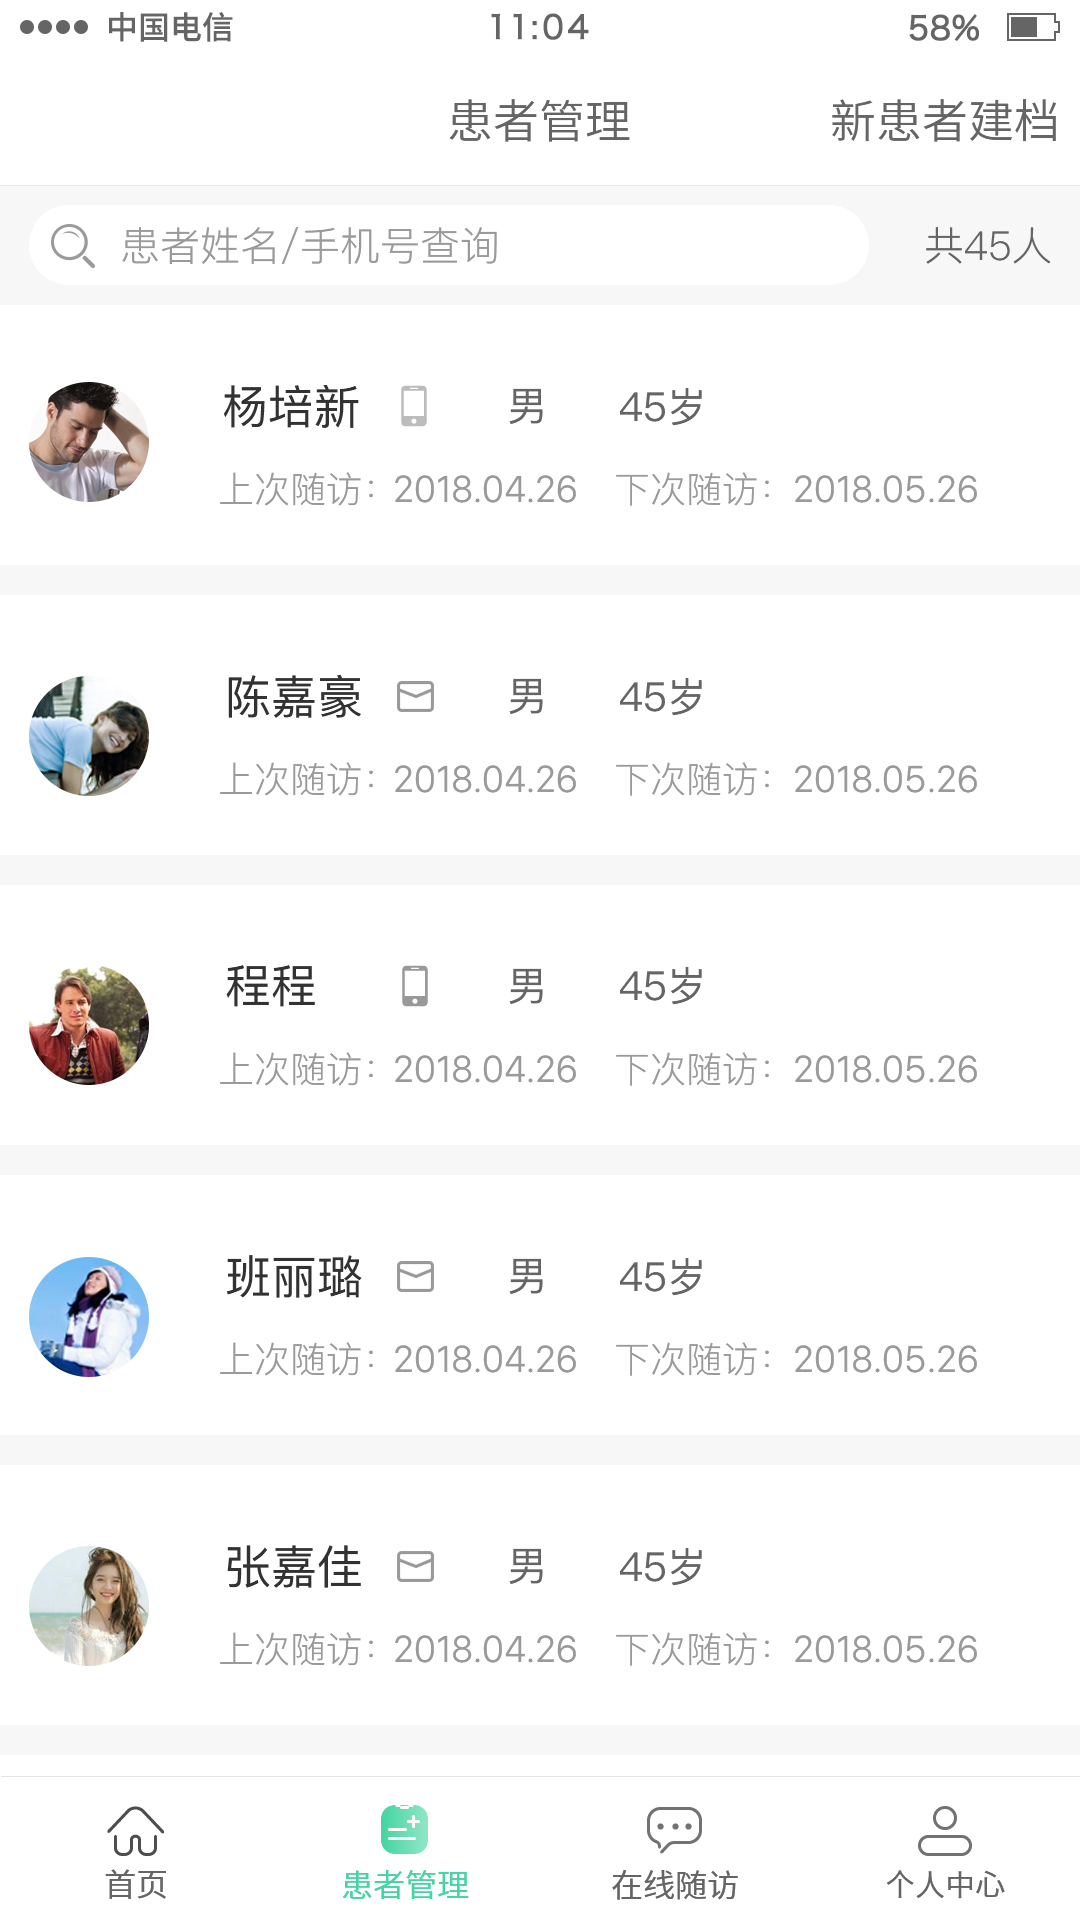 中国电信 11:04 58%
患者管理 新患者建档
患者姓名/手机号查询 共45人
杨培新 男 45岁
上次随访：2018.04.26 下次随访：2018.05.26
陈嘉豪 男 45岁
上次随访：2018.04.26 下次随访：2018.05.26
程程 男 45岁
上次随访：2018.04.26 下次随访：2018.05.26
班丽璐 男 45岁
上次随访：2018.04.26 下次随访：2018.05.26
张嘉佳 男 45岁
上次随访：2018.04.26 下次随访：2018.05.26
首页 患者管理 在线随访 个人中心